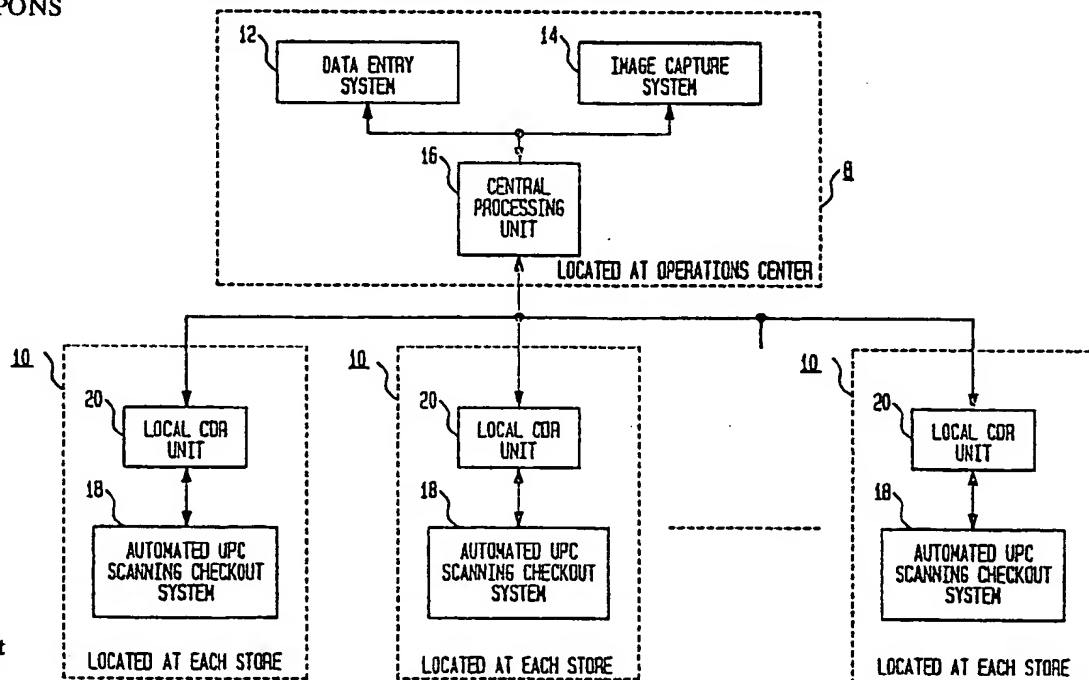 PONS
12
DATA ENTRY
SYSTEM
14
IMAGE CAPTURE
SYSTEM
16
CENTRAL
PROCESSING
UNIT
8
LOCATED AT OPERATIONS CENTER
10
20
LOCAL CDR
UNIT
18
AUTOMATED UPC
SCANNING CHECKOUT
SYSTEM
LOCATED AT EACH STORE
10
20
LOCAL CDR
UNIT
18
AUTOMATED UPC
SCANNING CHECKOUT
SYSTEM
LOCATED AT EACH STORE
10
20
LOCAL CDR
UNIT
18
AUTOMATED UPC
SCANNING CHECKOUT
SYSTEM
LOCATED AT EACH STORE
t